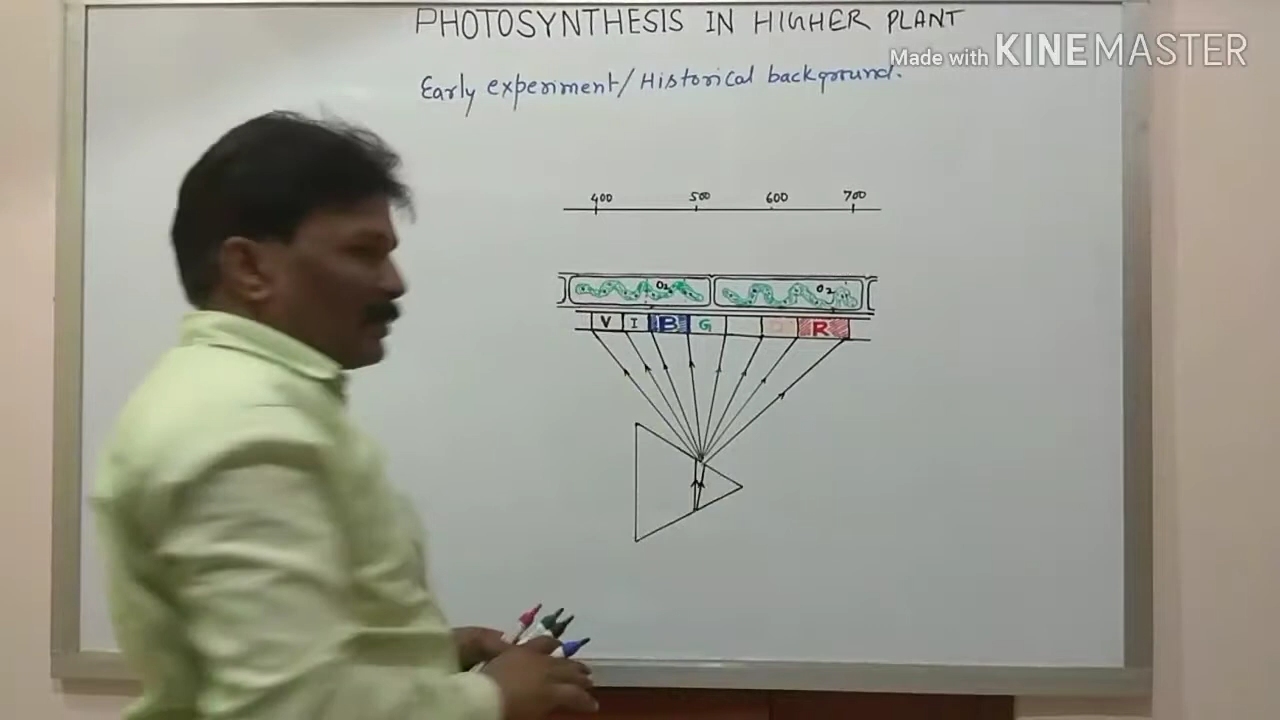 PHOTOSYNTHESIS IN HIGHER PLANT
Made with KINEMASTER
Early experiment/Historical background.
400 500 600 700
O₂ O₂
V I B G R